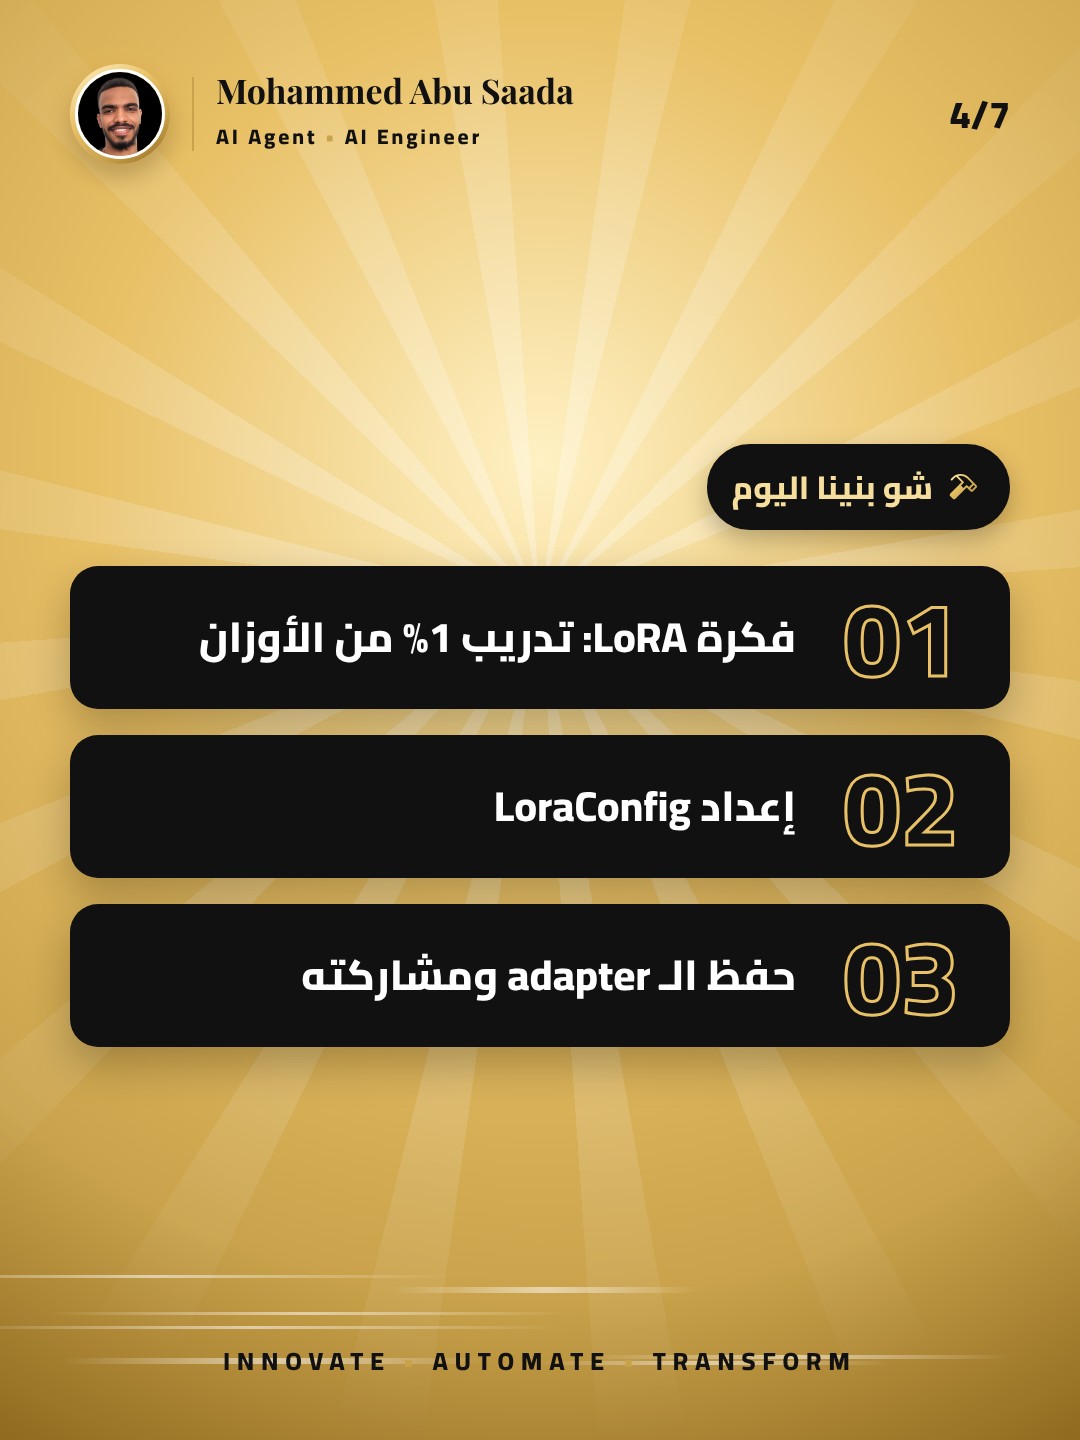 Mohammed Abu Saada
AI Agent • AI Engineer
4/7
شو بنينا اليوم
01 فكرة LoRA: تدريب 1% من الأوزان
02 إعداد LoraConfig
03 حفظ الـ adapter ومشاركته
INNOVATE • AUTOMATE • TRANSFORM